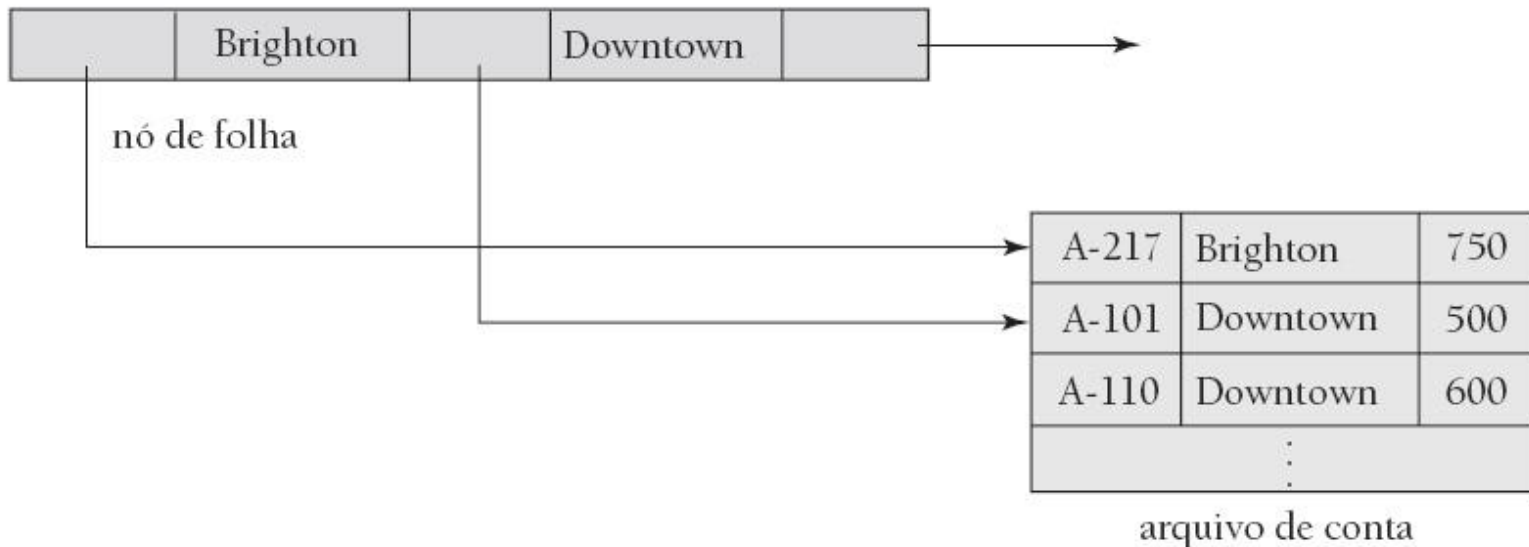 Brighton Downtown
nó de folha
A-217 Brighton 750
A-101 Downtown 500
A-110 Downtown 600
arquivo de conta